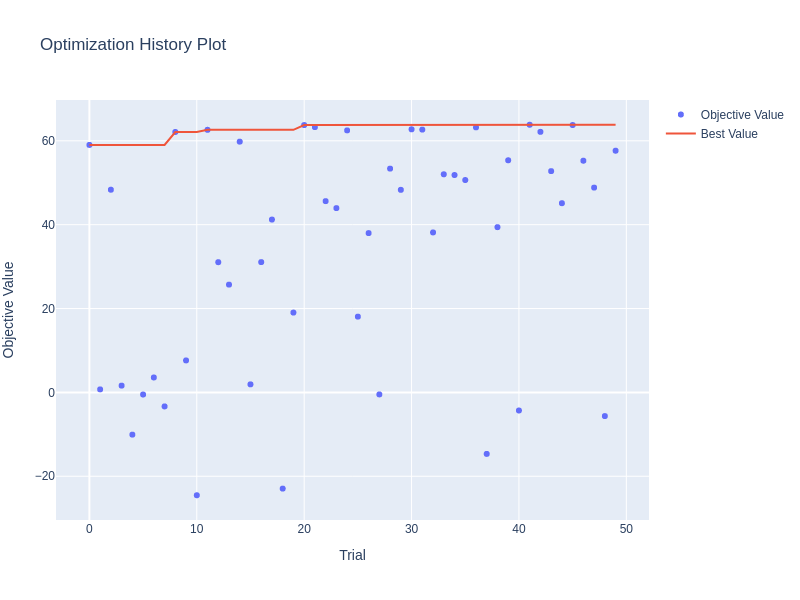 Optimization History Plot
Objective Value
Best Value
60
40
20
0
−20
0 10 20 30 40 50
Trial
Objective Value